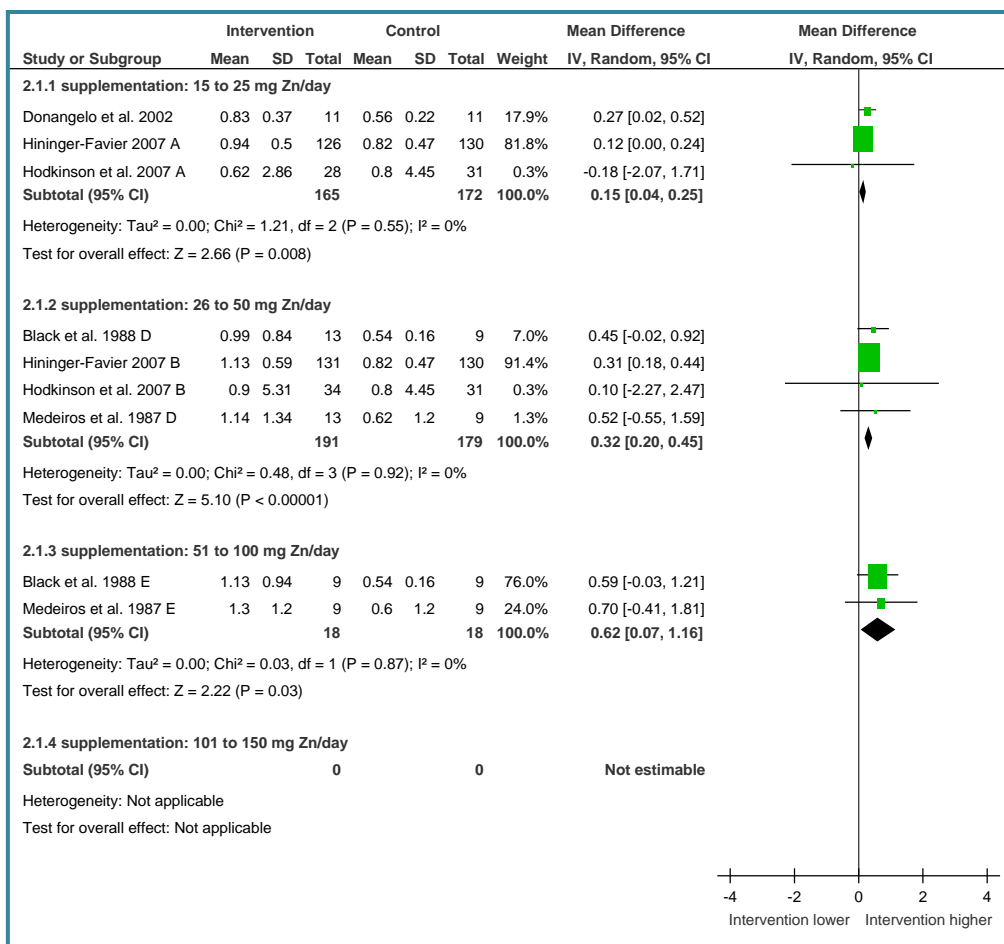 Intervention Control Mean Difference Mean Difference
Study or Subgroup Mean SD Total Mean SD Total Weight IV, Random, 95% CI IV, Random, 95% CI
2.1.1 supplementation: 15 to 25 mg Zn/day
Donangelo et al. 2002 0.83 0.37 11 0.56 0.22 11 17.9% 0.27 [0.02, 0.52]
Hininger-Favier 2007 A 0.94 0.5 126 0.82 0.47 130 81.8% 0.12 [0.00, 0.24]
Hodkinson et al. 2007 A 0.62 2.86 28 0.8 4.45 31 0.3% -0.18 [-2.07, 1.71]
Subtotal (95% CI) 165 172 100.0% 0.15 [0.04, 0.25]
Heterogeneity: Tau² = 0.00; Chi² = 1.21, df = 2 (P = 0.55); I² = 0%
Test for overall effect: Z = 2.66 (P = 0.008)
2.1.2 supplementation: 26 to 50 mg Zn/day
Black et al. 1988 D 0.99 0.84 13 0.54 0.16 9 7.0% 0.45 [-0.02, 0.92]
Hininger-Favier 2007 B 1.13 0.59 131 0.82 0.47 130 91.4% 0.31 [0.18, 0.44]
Hodkinson et al. 2007 B 0.9 5.31 34 0.8 4.45 31 0.3% 0.10 [-2.27, 2.47]
Medeiros et al. 1987 D 1.14 1.34 13 0.62 1.2 9 1.3% 0.52 [-0.55, 1.59]
Subtotal (95% CI) 191 179 100.0% 0.32 [0.20, 0.45]
Heterogeneity: Tau² = 0.00; Chi² = 0.48, df = 3 (P = 0.92); I² = 0%
Test for overall effect: Z = 5.10 (P < 0.00001)
2.1.3 supplementation: 51 to 100 mg Zn/day
Black et al. 1988 E 1.13 0.94 9 0.54 0.16 9 76.0% 0.59 [-0.03, 1.21]
Medeiros et al. 1987 E 1.3 1.2 9 0.6 1.2 9 24.0% 0.70 [-0.41, 1.81]
Subtotal (95% CI) 18 18 100.0% 0.62 [0.07, 1.16]
Heterogeneity: Tau² = 0.00; Chi² = 0.03, df = 1 (P = 0.87); I² = 0%
Test for overall effect: Z = 2.22 (P = 0.03)
2.1.4 supplementation: 101 to 150 mg Zn/day
Subtotal (95% CI) 0 0 Not estimable
Heterogeneity: Not applicable
Test for overall effect: Not applicable
-4 -2 0 2 4
Intervention lower Intervention higher